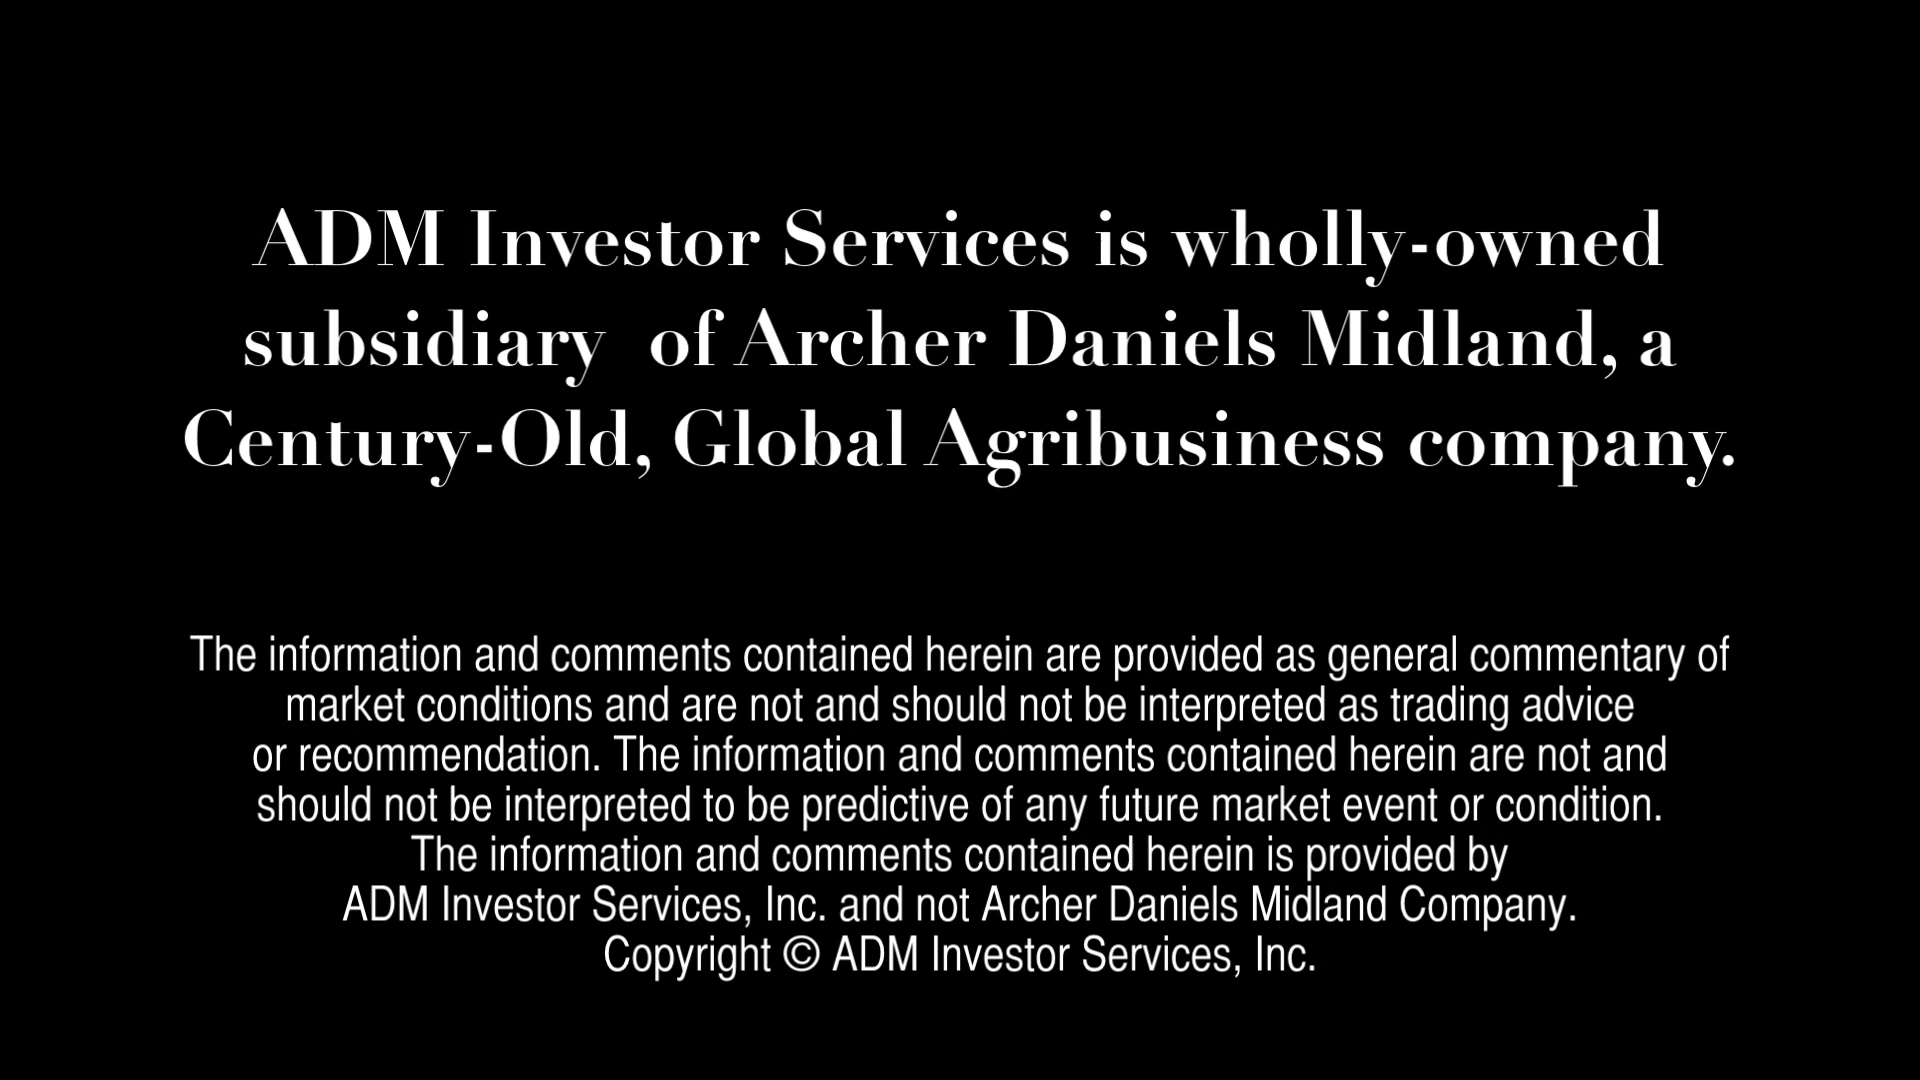 ADM Investor Services is wholly-owned
subsidiary  of Archer Daniels Midland, a
Century-Old, Global Agribusiness company.
The information and comments contained herein are provided as general commentary of
market conditions and are not and should not be interpreted as trading advice
or recommendation. The information and comments contained herein are not and
should not be interpreted to be predictive of any future market event or condition.
The information and comments contained herein is provided by
ADM Investor Services, Inc. and not Archer Daniels Midland Company.
Copyright © ADM Investor Services, Inc.